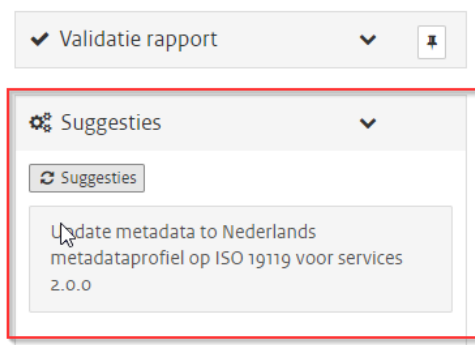 Validatie rapport
Suggesties
Suggesties
Update metadata to Nederlands
metadataprofiel op ISO 19119 voor services
2.0.0